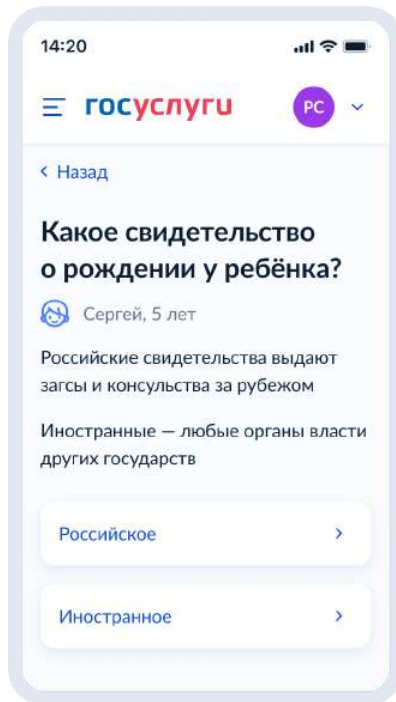 14:20
госуслуги
РС
Назад
Какое свидетельство
о рождении у ребёнка?
Сергей, 5 лет
Российские свидетельства выдают
загсы и консульства за рубежом
Иностранные — любые органы власти
других государств
Российское
Иностранное